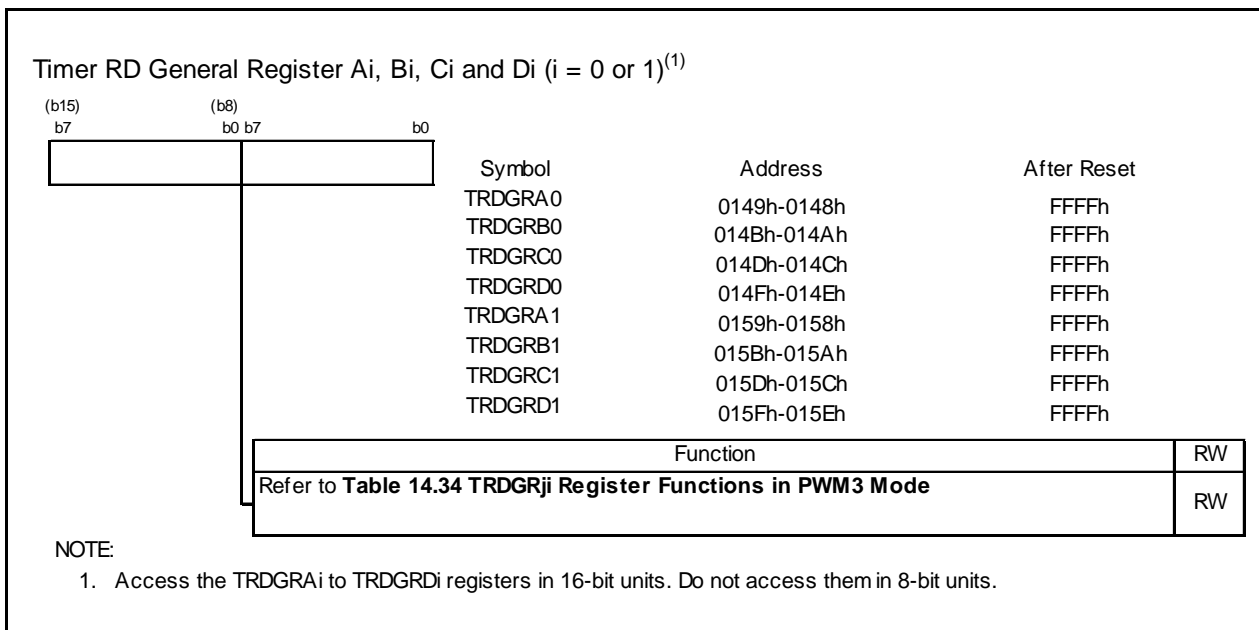 Timer RD General Register Ai, Bi, Ci and Di (i = 0 or 1)(1)
(b15) (b8)
b7 b0 b7 b0
Symbol Address After Reset
TRDGRA0 0149h-0148h FFFFh
TRDGRB0 014Bh-014Ah FFFFh
TRDGRC0 014Dh-014Ch FFFFh
TRDGRD0 014Fh-014Eh FFFFh
TRDGRA1 0159h-0158h FFFFh
TRDGRB1 015Bh-015Ah FFFFh
TRDGRC1 015Dh-015Ch FFFFh
TRDGRD1 015Fh-015Eh FFFFh
Function RW
Refer to Table 14.34 TRDGRji Register Functions in PWM3 Mode RW
NOTE:
1. Access the TRDGRAi to TRDGRDi registers in 16-bit units. Do not access them in 8-bit units.